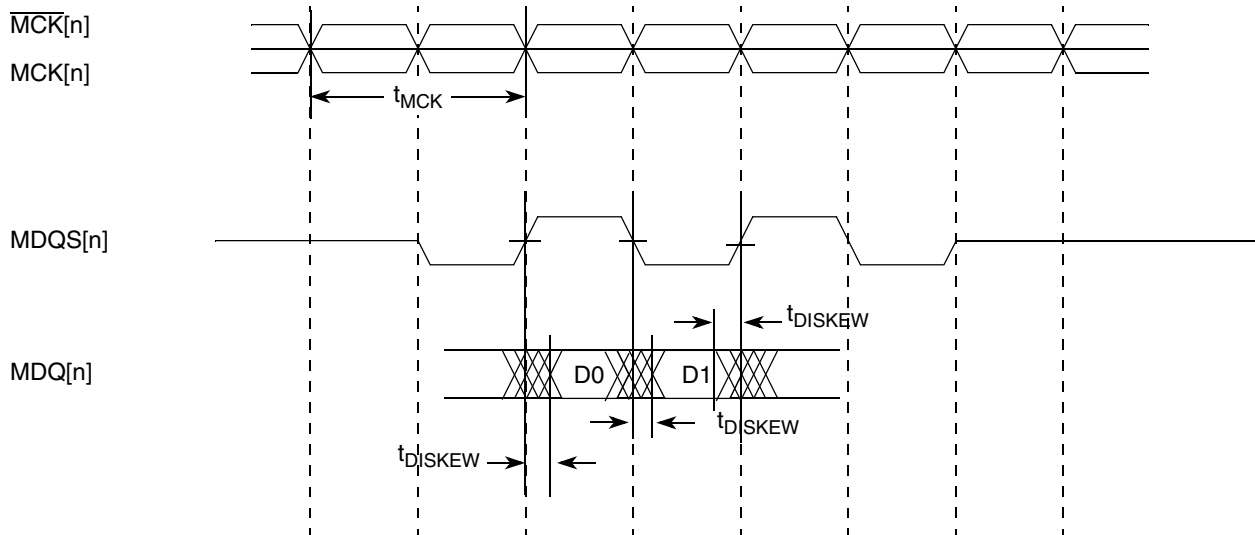 MCK[n]
MCK[n]
tMCK
MDQS[n]
tDISKEW
MDQ[n]
D0
D1
tDISKEW
tDISKEW